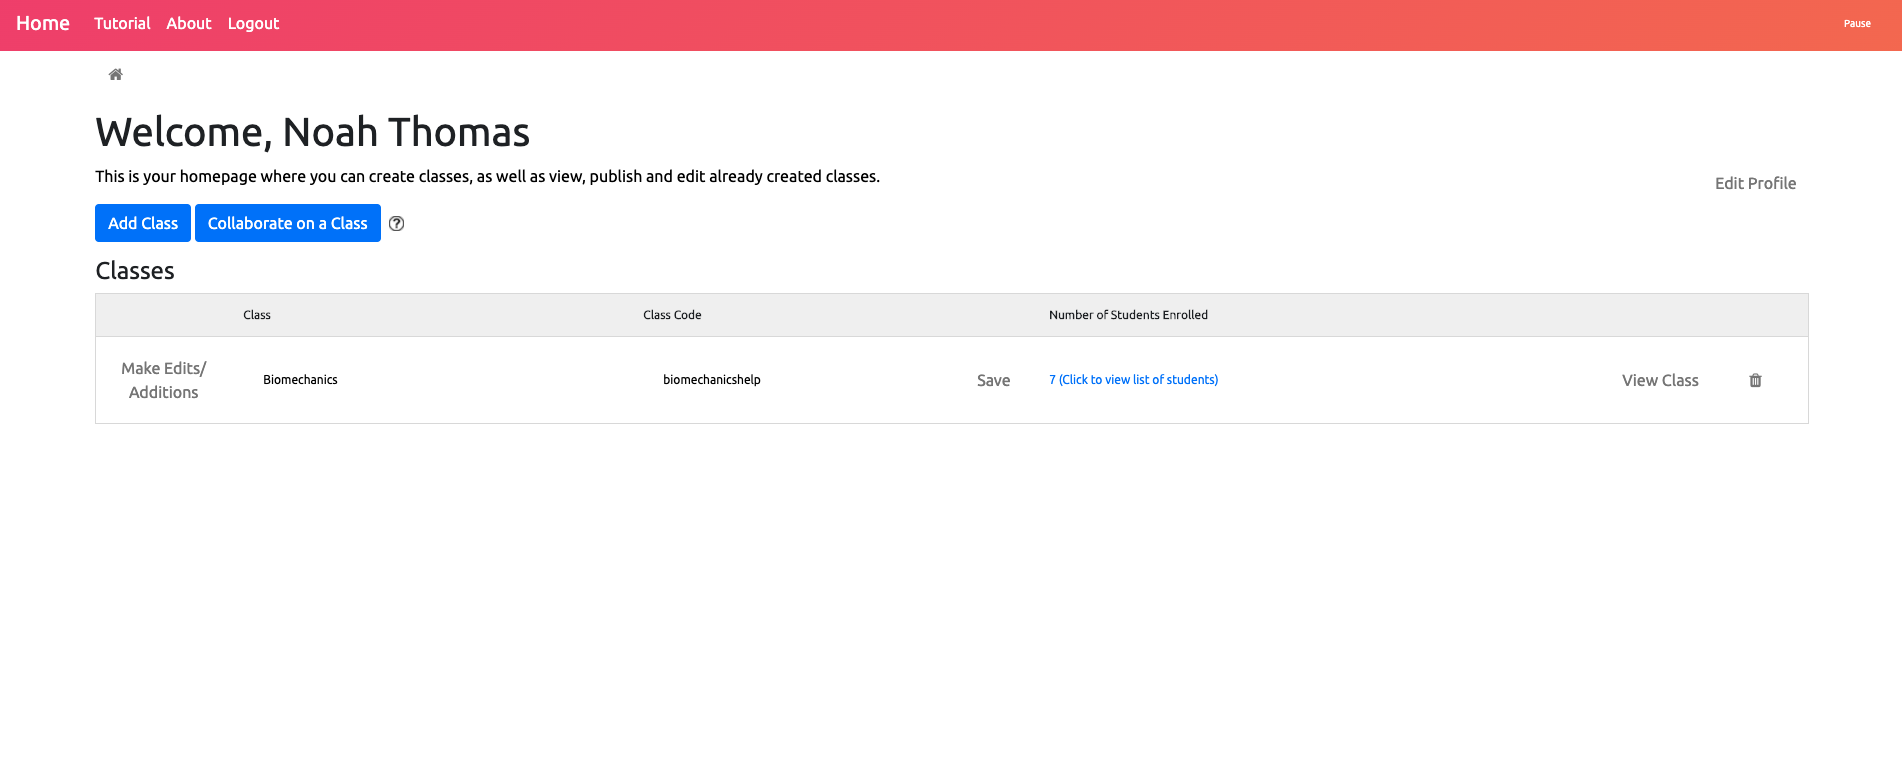 Home Tutorial About Logout Pause
Welcome, Noah Thomas
This is your homepage where you can create classes, as well as view, publish and edit already created classes.
Edit Profile
Add Class Collaborate on a Class
Classes
Class Class Code Number of Students Enrolled
Make Edits/
Additions
Biomechanics biomechanicshelp Save 7 (Click to view list of students) View Class